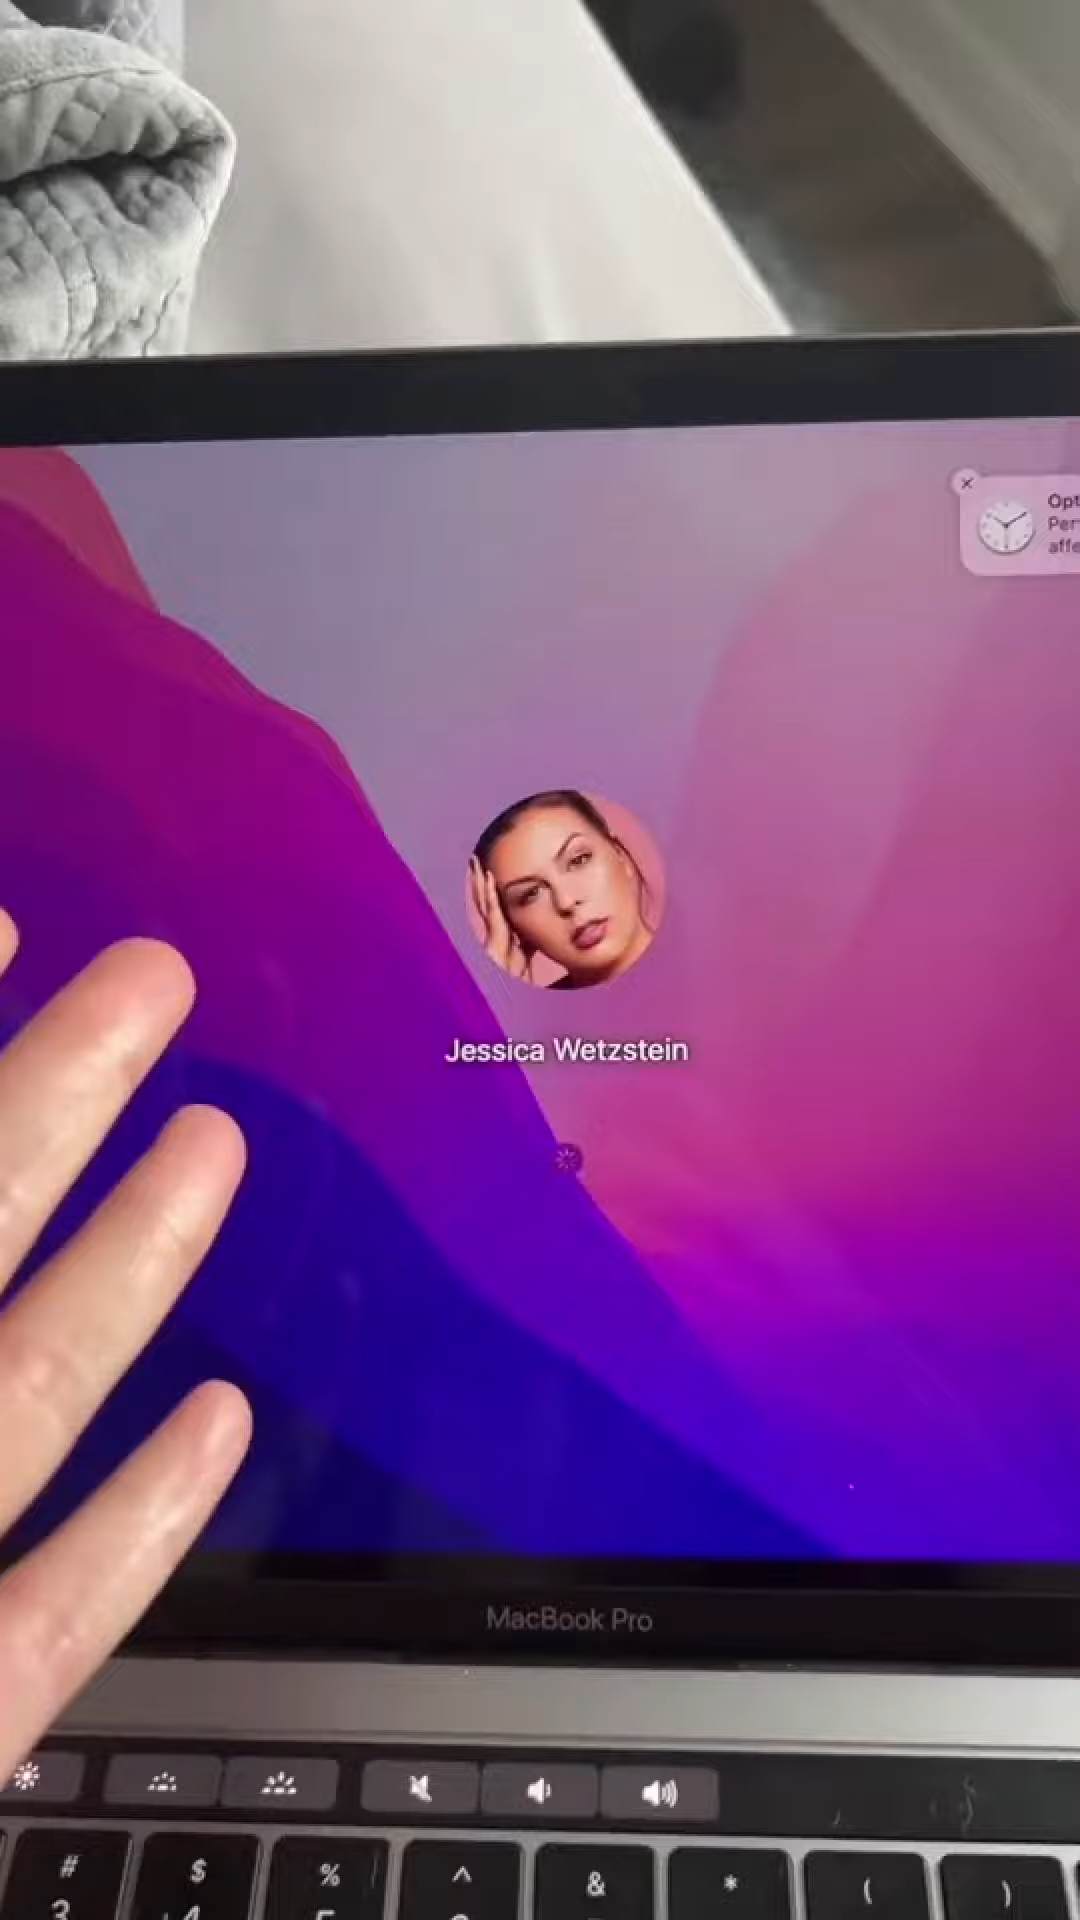 Opt
Per
affe
Jessica Wetzstein
MacBook Pro
# $ % ^ & * ( )
3